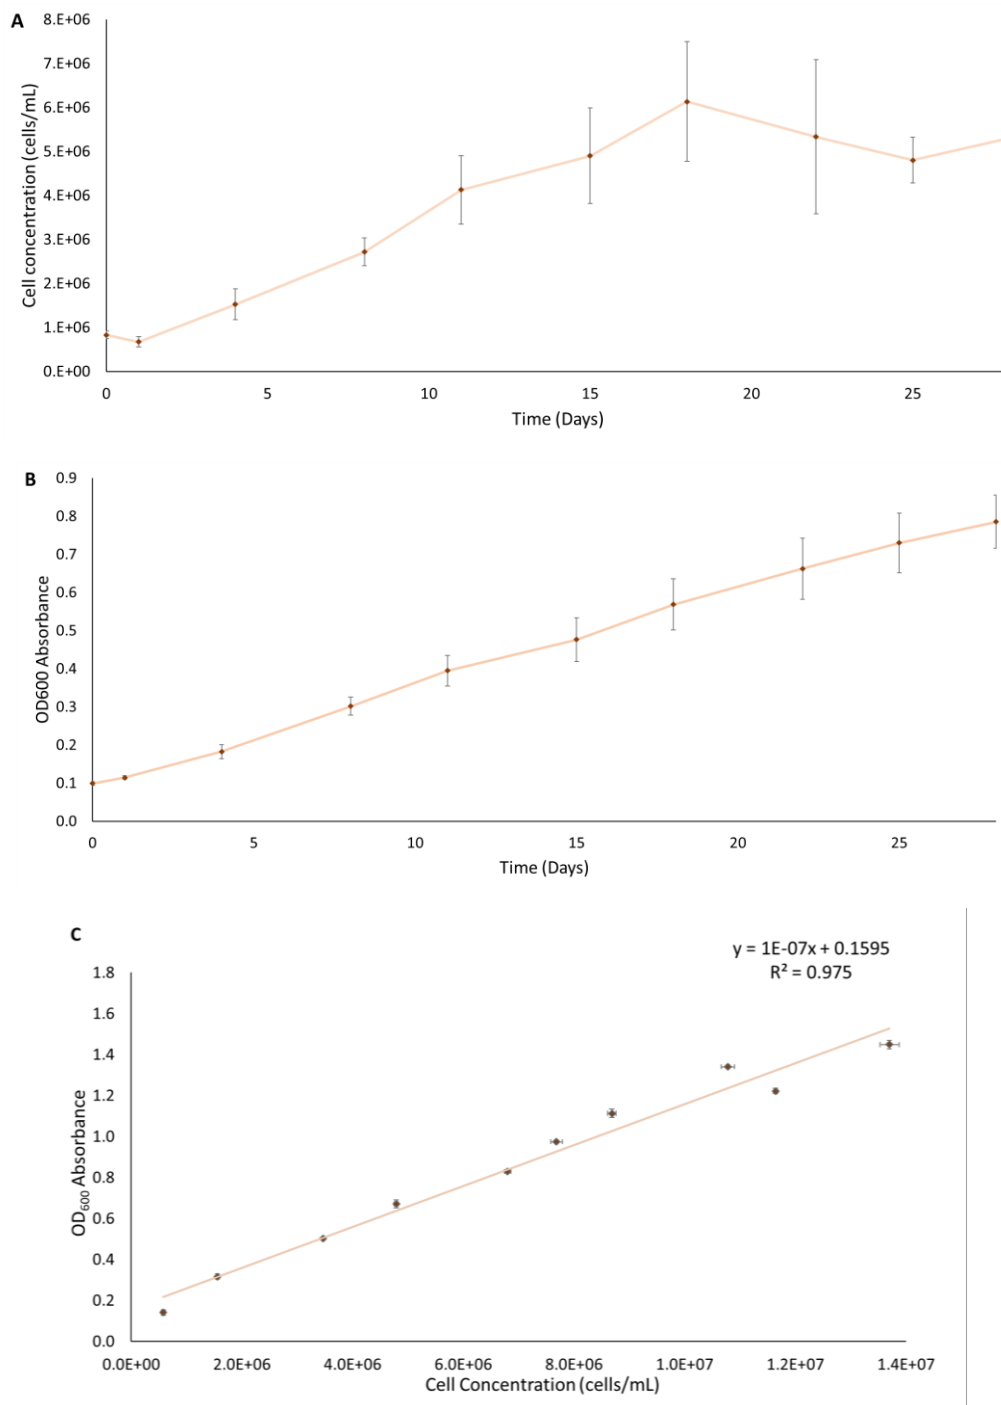 A
8.E+06
7.E+06
6.E+06
5.E+06
4.E+06
3.E+06
2.E+06
1.E+06
0.E+00
Cell concentration (cells/mL)
0 5 10 15 20 25
Time (Days)
B
0.9
0.8
0.7
0.6
0.5
0.4
0.3
0.2
0.1
0.0
OD600 Absorbance
0 5 10 15 20 25
Time (Days)
C
y = 1E-07x + 0.1595
R² = 0.975
1.8
1.6
1.4
1.2
1.0
0.8
0.6
0.4
0.2
0.0
OD₆₀₀ Absorbance
0.0E+00 2.0E+06 4.0E+06 6.0E+06 8.0E+06 1.0E+07 1.2E+07 1.4E+07
Cell Concentration (cells/mL)